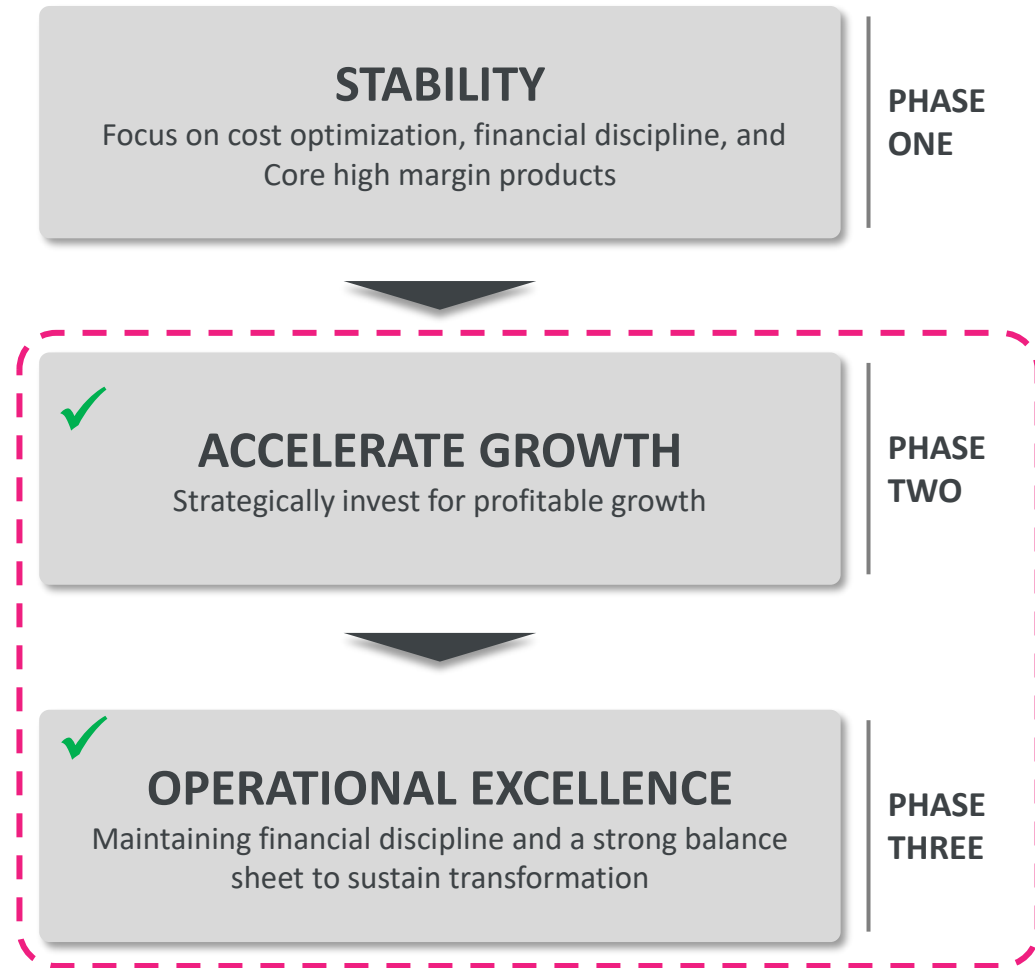 STABILITY
Focus on cost optimization, financial discipline, and
Core high margin products
PHASE
ONE
ACCELERATE GROWTH
Strategically invest for profitable growth
PHASE
TWO
OPERATIONAL EXCELLENCE
Maintaining financial discipline and a strong balance
sheet to sustain transformation
PHASE
THREE